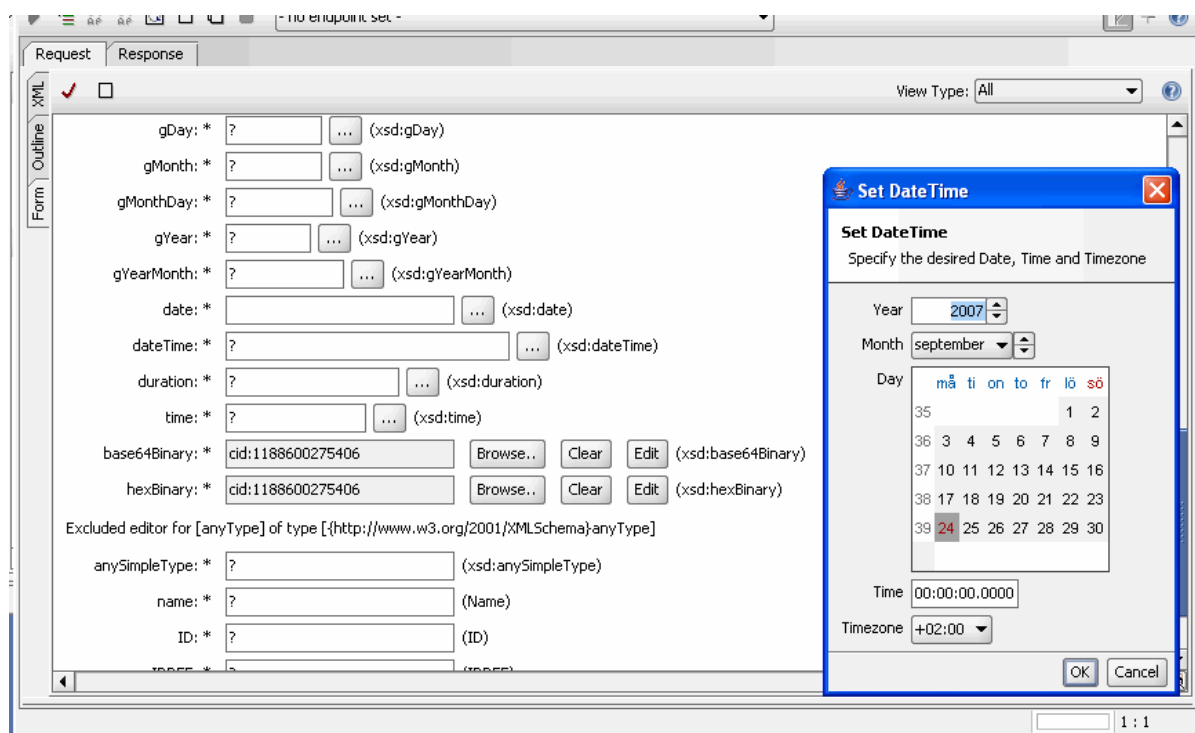 - no endpoint set -
Request Response
XML
Outline
Form
View Type: All
gDay: * ? ... (xsd:gDay)
gMonth: * ? ... (xsd:gMonth)
gMonthDay: * ? ... (xsd:gMonthDay)
gYear: * ? ... (xsd:gYear)
gYearMonth: * ? ... (xsd:gYearMonth)
date: * ... (xsd:date)
dateTime: * ? ... (xsd:dateTime)
duration: * ? ... (xsd:duration)
time: * ? ... (xsd:time)
base64Binary: * cid:1188600275406 Browse.. Clear Edit (xsd:base64Binary)
hexBinary: * cid:1188600275406 Browse.. Clear Edit (xsd:hexBinary)
Excluded editor for [anyType] of type [{http://www.w3.org/2001/XMLSchema}anyType]
anySimpleType: * ? (xsd:anySimpleType)
name: * ? (Name)
ID: * ? (ID)
IDREF: * ? (IDREF)
Set DateTime
Set DateTime
Specify the desired Date, Time and Timezone
Year 2007
Month september
Day må ti on to fr lö sö
35 1 2
36 3 4 5 6 7 8 9
37 10 11 12 13 14 15 16
38 17 18 19 20 21 22 23
39 24 25 26 27 28 29 30
Time 00:00:00.0000
Timezone +02:00
OK Cancel
1 : 1